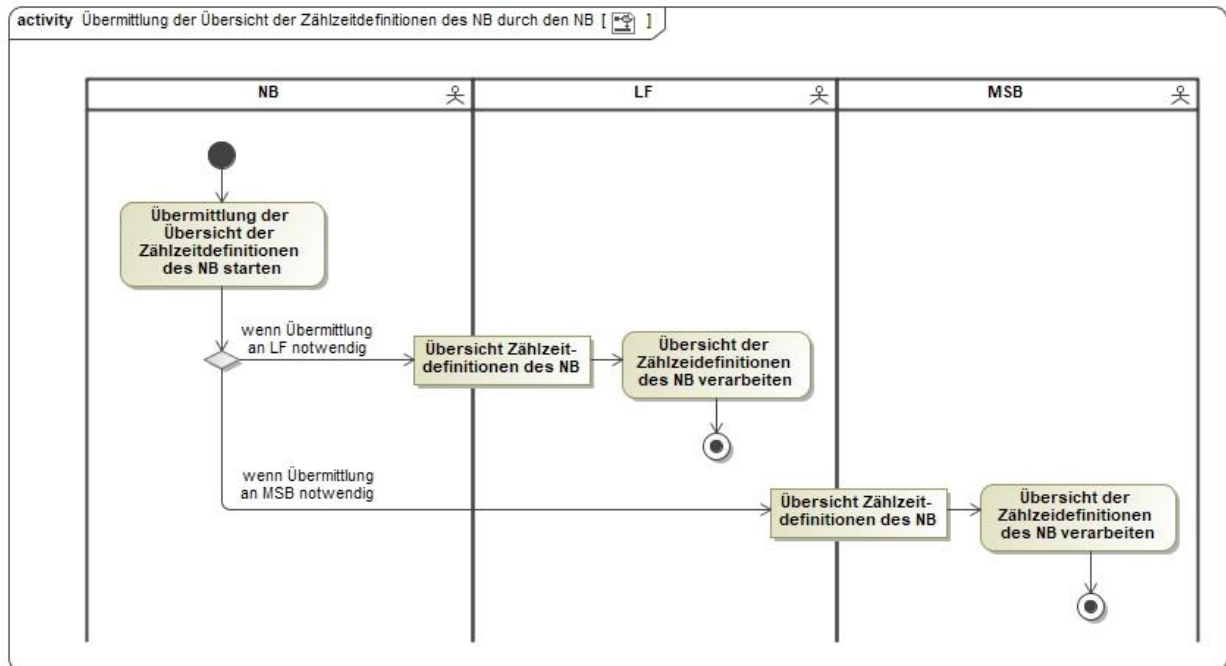 activity Übermittlung der Übersicht der Zählzeitdefinitionen des NB durch den NB [ ]
NB
LF
MSB
Übermittlung der
Übersicht der
Zählzeitdefinitionen
des NB starten
wenn Übermittlung
an LF notwendig
Übersicht Zählzeit-
definitionen des NB
Übersicht der
Zählzeidefinitionen
des NB verarbeiten
wenn Übermittlung
an MSB notwendig
Übersicht Zählzeit-
definitionen des NB
Übersicht der
Zählzeidefinitionen
des NB verarbeiten